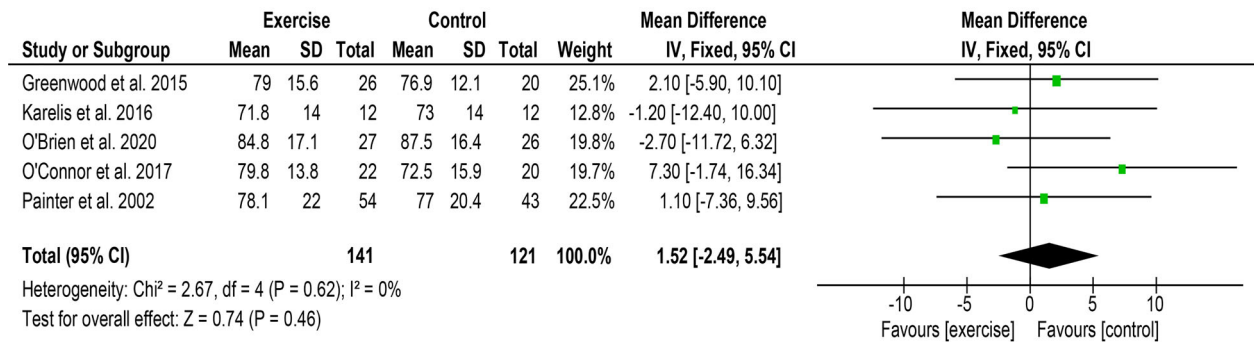 Exercise Control Mean Difference Mean Difference
Study or Subgroup Mean SD Total Mean SD Total Weight IV, Fixed, 95% CI IV, Fixed, 95% CI
Greenwood et al. 2015 79 15.6 26 76.9 12.1 20 25.1% 2.10 [-5.90, 10.10]
Karelis et al. 2016 71.8 14 12 73 14 12 12.8% -1.20 [-12.40, 10.00]
O'Brien et al. 2020 84.8 17.1 27 87.5 16.4 26 19.8% -2.70 [-11.72, 6.32]
O'Connor et al. 2017 79.8 13.8 22 72.5 15.9 20 19.7% 7.30 [-1.74, 16.34]
Painter et al. 2002 78.1 22 54 77 20.4 43 22.5% 1.10 [-7.36, 9.56]
Total (95% CI) 141 121 100.0% 1.52 [-2.49, 5.54]
Heterogeneity: Chi² = 2.67, df = 4 (P = 0.62); I² = 0%
Test for overall effect: Z = 0.74 (P = 0.46)
-10 -5 0 5 10
Favours [exercise] Favours [control]